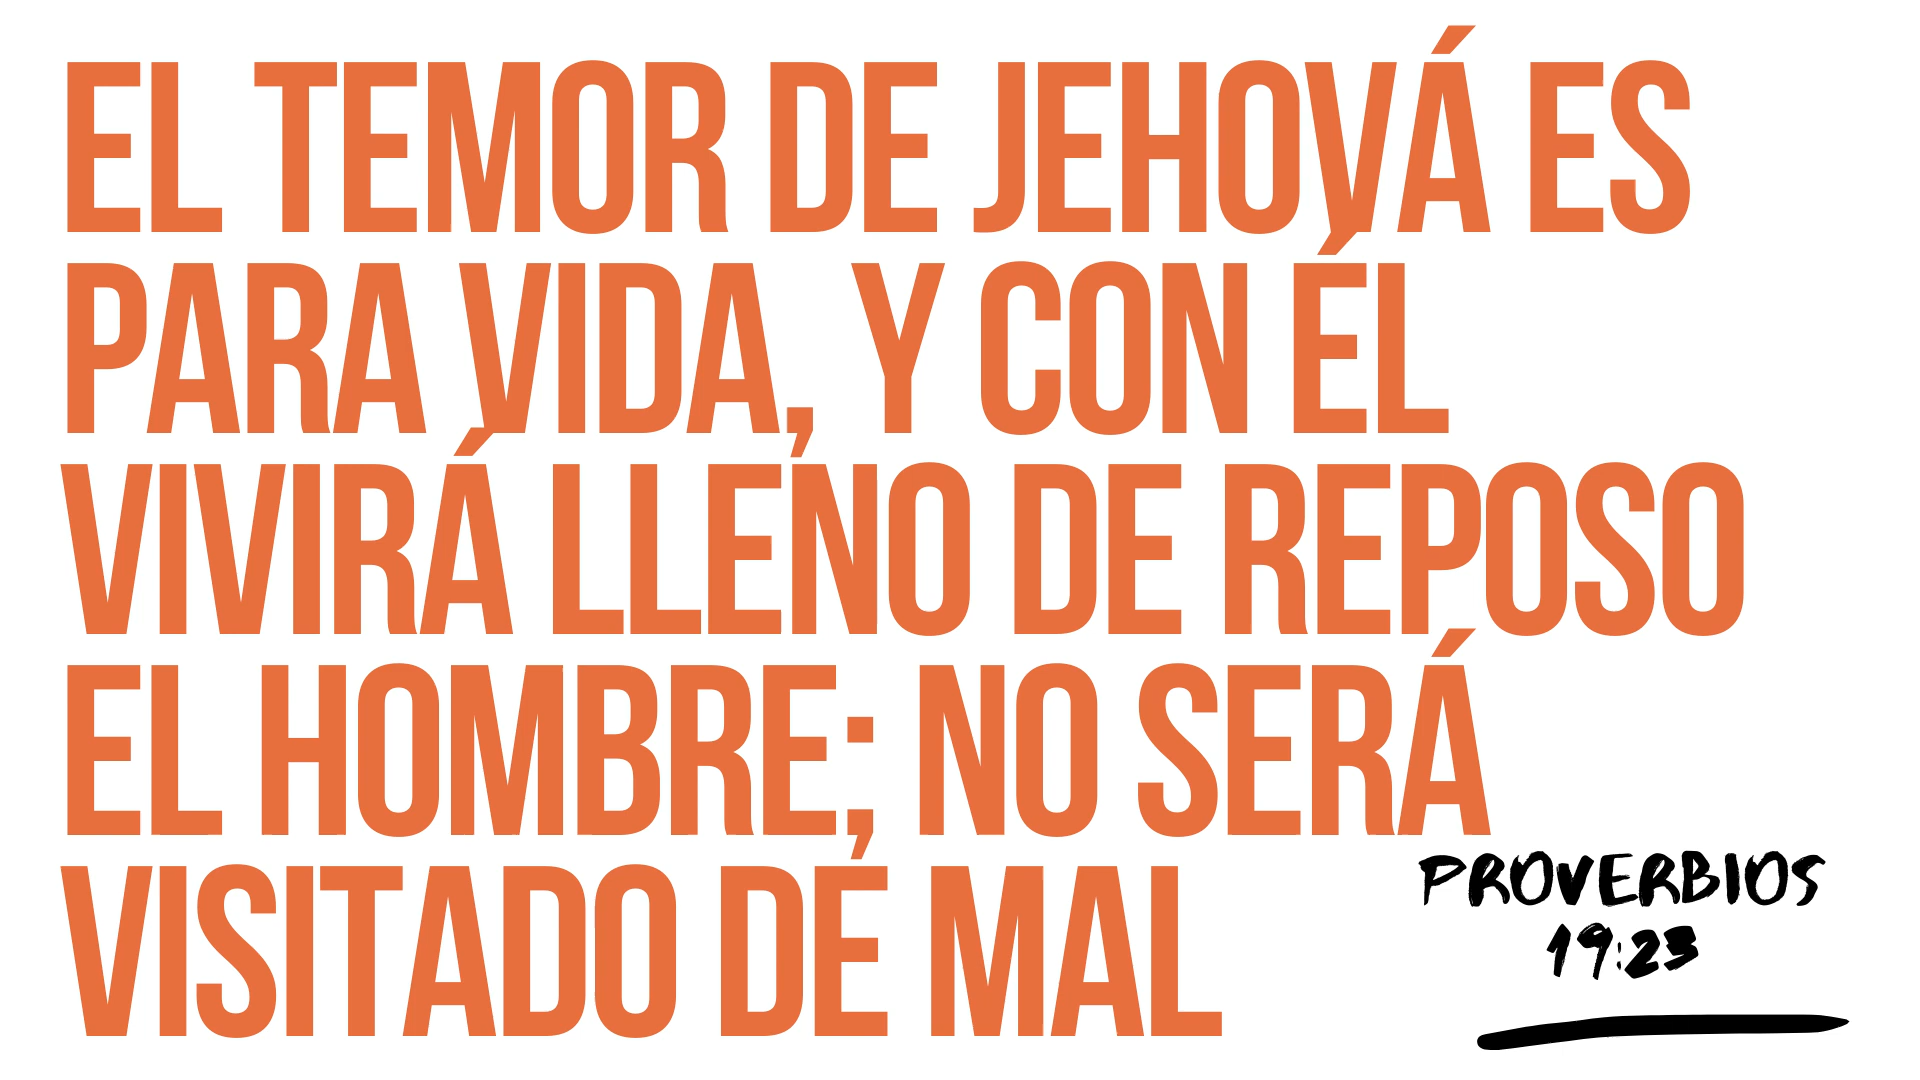 EL TEMOR DE JEHOVÁ ES
PARA VIDA, Y CON ÉL
VIVIRÁ LLENO DE REPOSO
EL HOMBRE; NO SERÁ
VISITADO DE MAL
PROVERBIOS
19:23